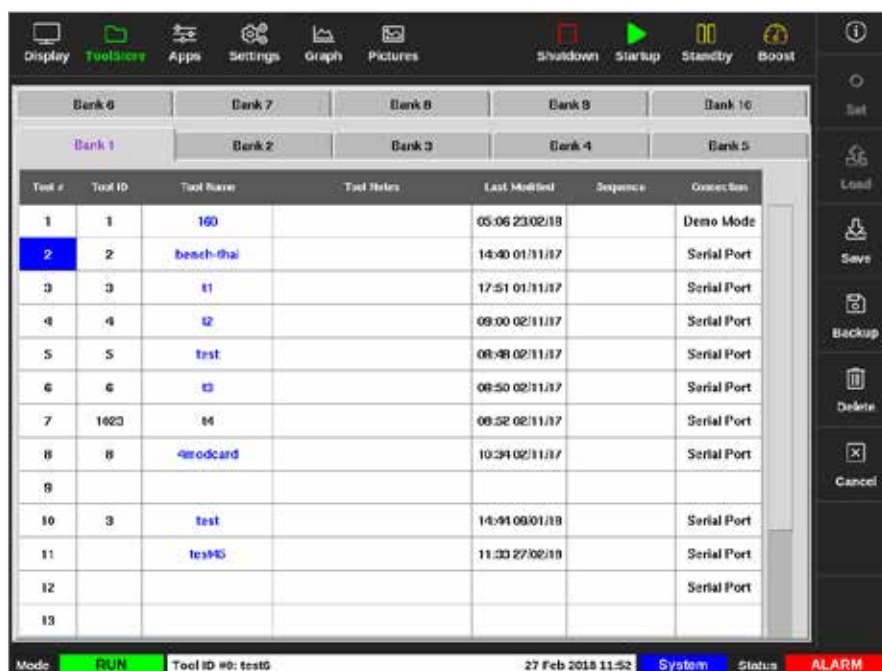 Display ToolStore Apps Settings Graph Pictures Shutdown Startup Standby Boost
Bank 6 Bank 7 Bank 8 Bank 9 Bank 10
Set
Bank 1 Bank 2 Bank 3 Bank 4 Bank 5
Load
Tool # Tool ID Tool Name Tool Notes Last Modified Sequence Connection
1 1 160 05:06 23/02/18 Demo Mode
2 2 bench-thai 14:40 01/11/17 Serial Port
Save
3 3 t1 17:51 01/11/17 Serial Port
4 4 t2 09:00 02/11/17 Serial Port
Backup
5 5 test 08:48 02/11/17 Serial Port
6 6 t3 08:50 02/11/17 Serial Port
Delete
7 1623 t4 08:52 02/11/17 Serial Port
8 8 4modcard 10:34 02/11/17 Serial Port
Cancel
9
10 3 test 14:44 Serial Port
11 test45 11:33 27/02/18 Serial Port
12 Serial Port
13
Mode RUN Tool ID #0: test6 27 Feb 2018 11:52 System Status ALARM